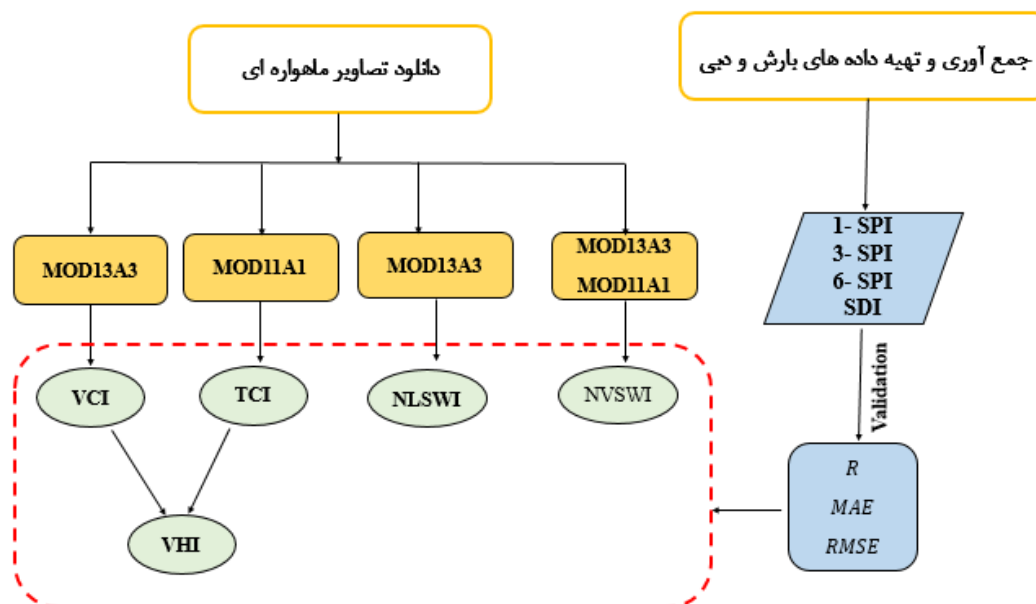 دانلود تصاویر ماهواره ای
جمع آوری و تهیه داده های بارش و دبی
MOD13A3
MOD11A1
MOD13A3
MOD13A3
MOD11A1
1- SPI
3- SPI
6- SPI
SDI
Validation
VCI
TCI
NLSWI
NVSWI
VHI
R
MAE
RMSE